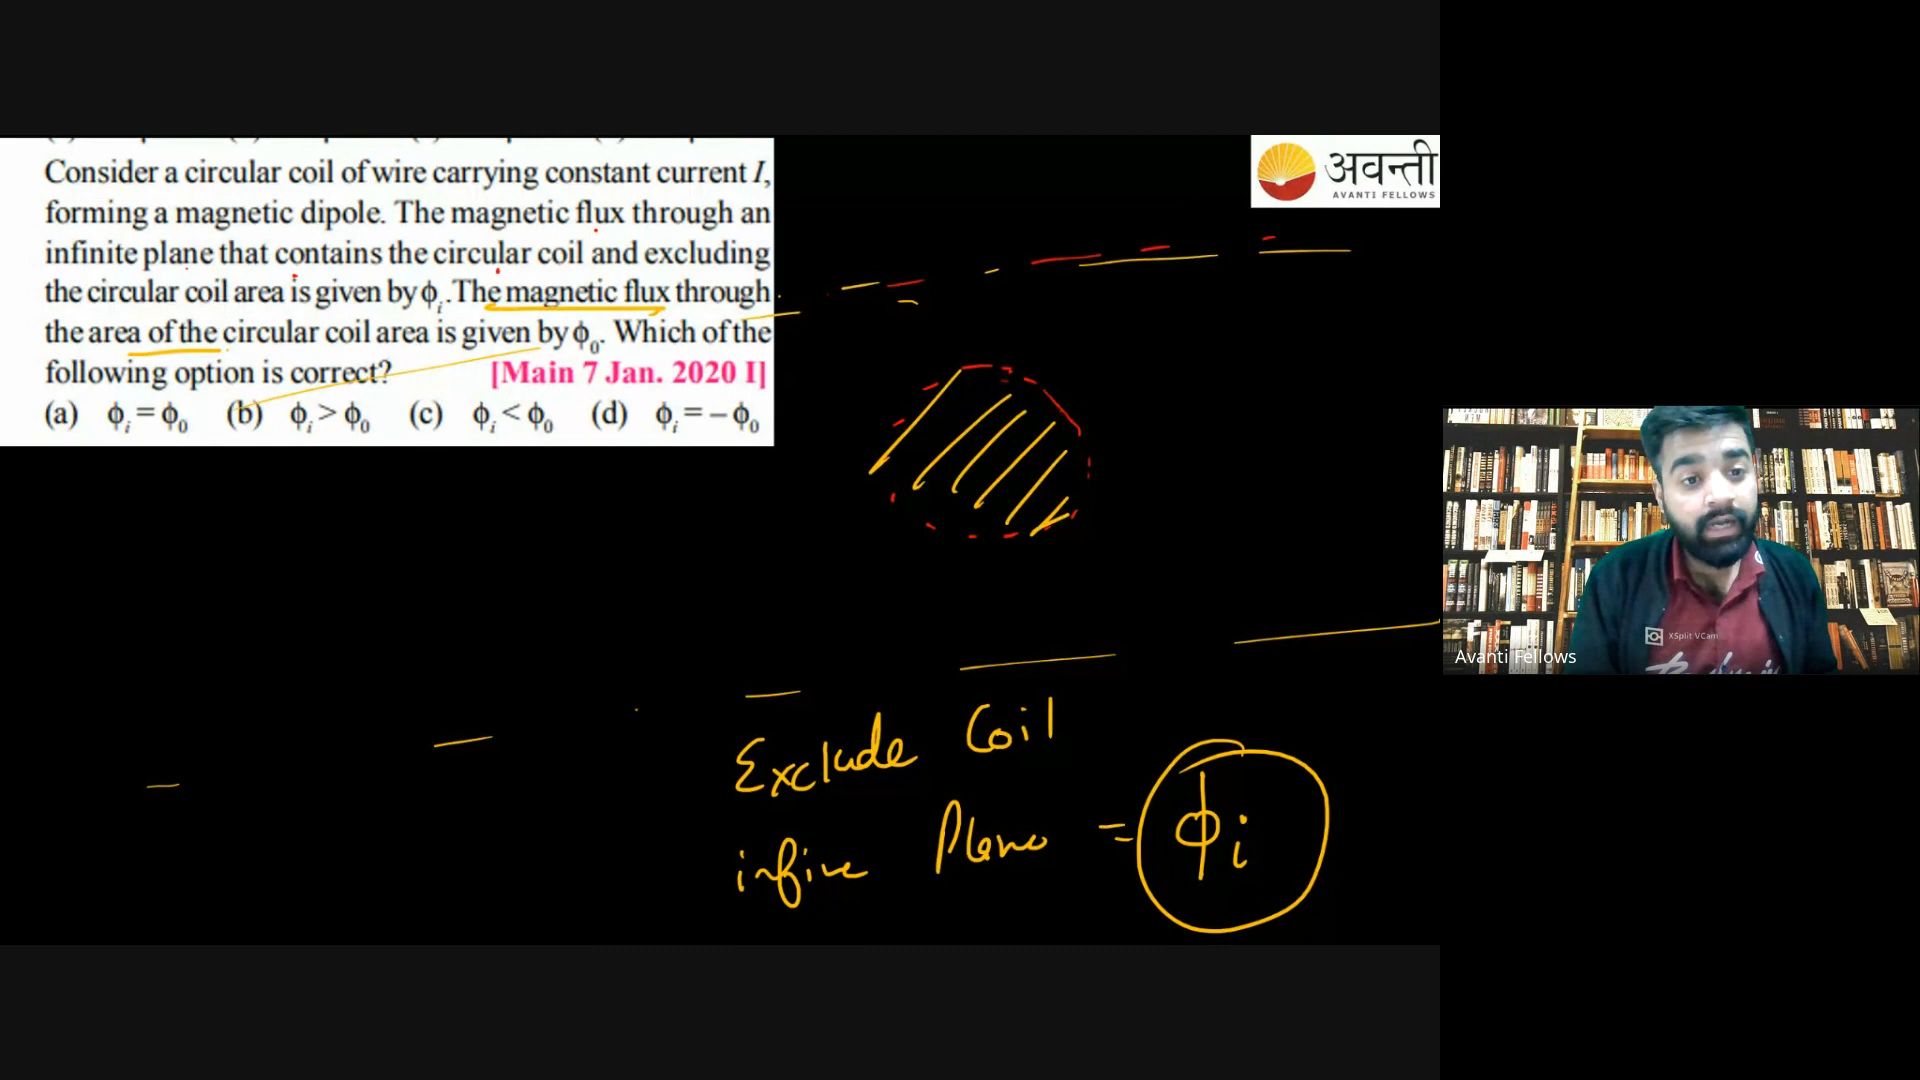 Consider a circular coil of wire carrying constant current I,
forming a magnetic dipole. The magnetic flux through an
infinite plane that contains the circular coil and excluding
the circular coil area is given by ϕi. The magnetic flux through
the area of the circular coil area is given by ϕ0. Which of the
following option is correct? [Main 7 Jan. 2020 I]
(a) ϕi = ϕ0 (b) ϕi > ϕ0 (c) ϕi < ϕ0 (d) ϕi = – ϕ0
अवन्ती
AVANTI FELLOWS
Exclude Coil
= ϕi
XSplit VCam
Avanti Fellows